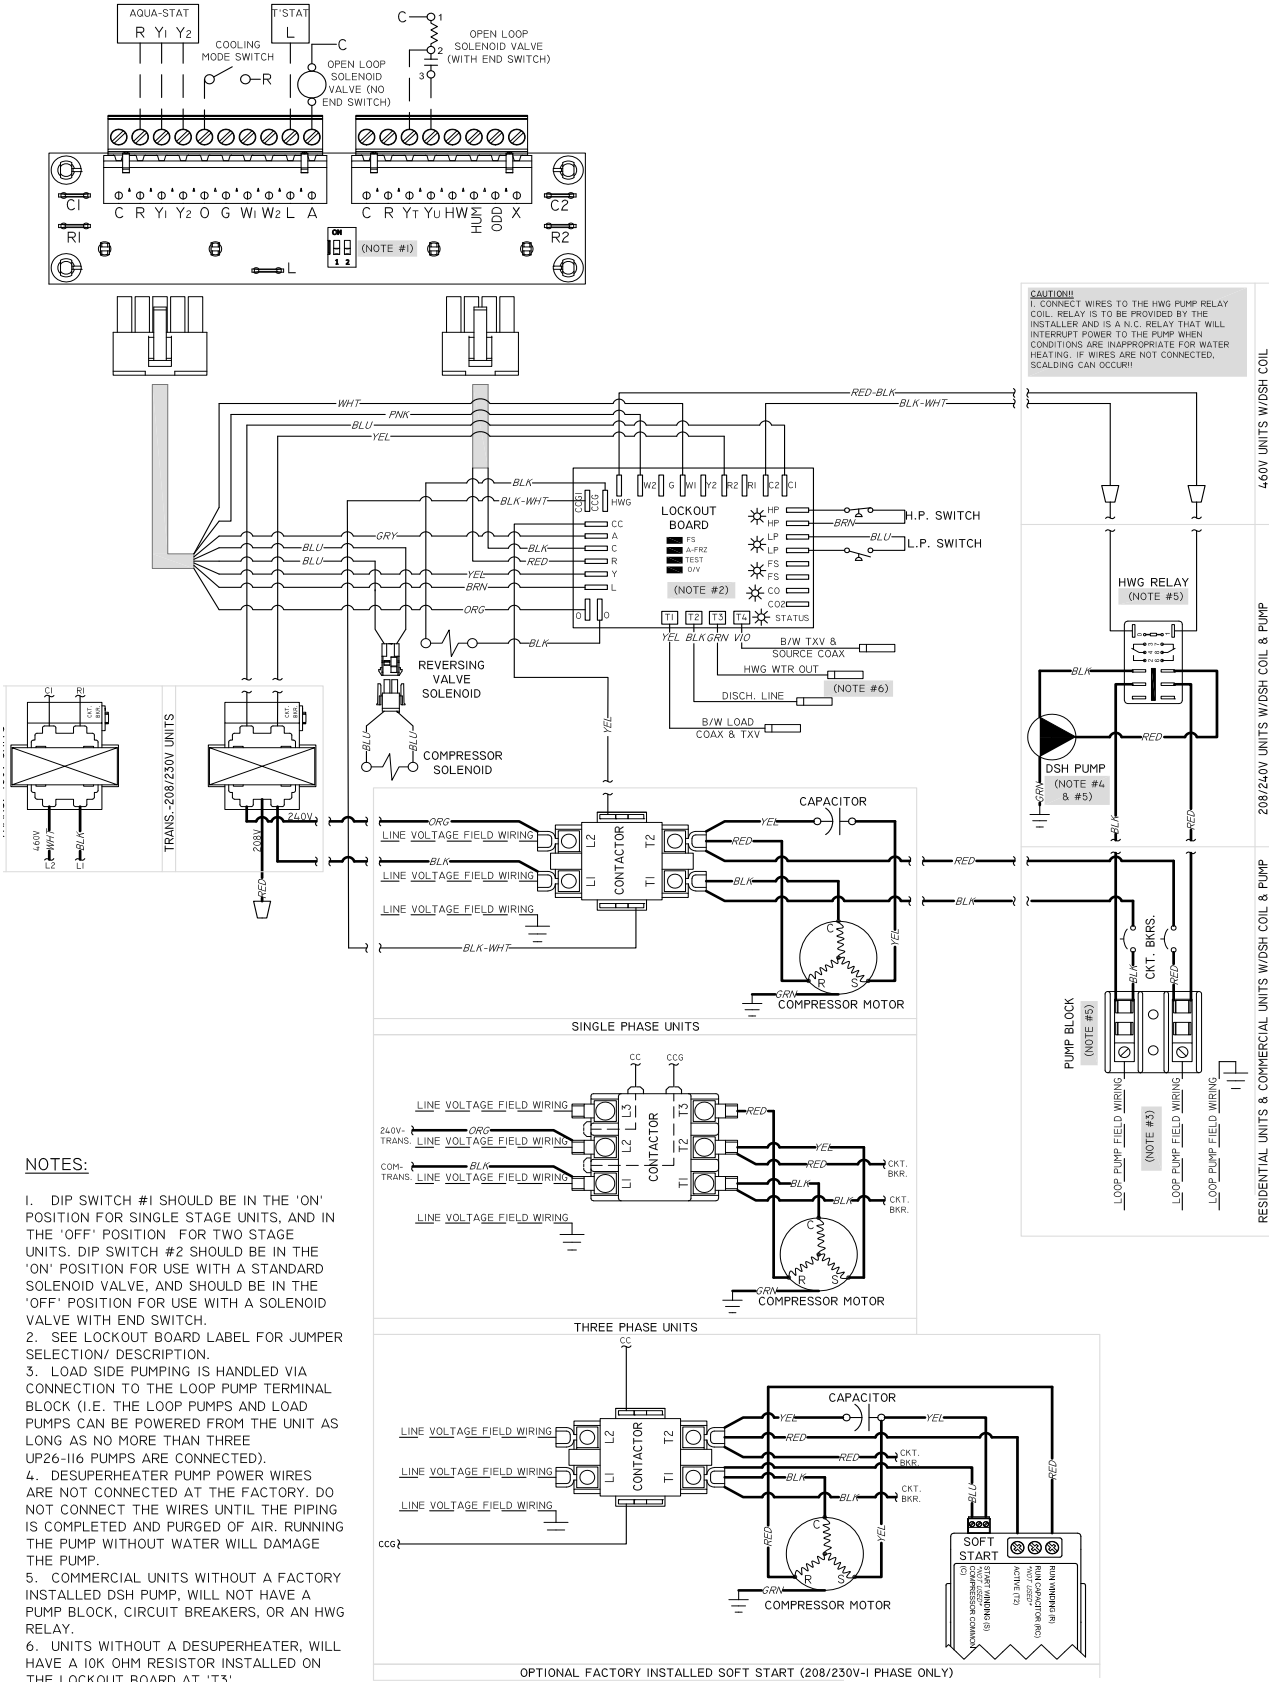 AQUA-STAT
R Y1 Y2
T'STAT
L
C
COOLING
MODE SWITCH
R
OPEN LOOP
SOLENOID
VALVE (NO
END SWITCH)
C
1
2
3
OPEN LOOP
SOLENOID VALVE
(WITH END SWITCH)
C R Y1 Y2 O G W1 W2 L A
C R YT YU HW HUM ODD X
C1
R1
C2
R2
ON
1 2
(NOTE #1)
L
CAUTION!!
1. CONNECT WIRES TO THE HWG PUMP RELAY
COIL. RELAY IS TO BE PROVIDED BY THE
INSTALLER AND IS A N.C. RELAY THAT WILL
INTERRUPT POWER TO THE PUMP WHEN
CONDITIONS ARE INAPPROPRIATE FOR WATER
HEATING. IF WIRES ARE NOT CONNECTED,
SCALDING CAN OCCUR!!
460V UNITS W/DSH COIL
WHT
PNK
BLU
YEL
RED-BLK
BLK-WHT
BLK
BLK-WHT
GRY
BLU
BLU
BLK
RED
YEL
BRN
ORG
BLK
CCG1
CCG
HWG
W2 G W1 Y2 R2 R1 C2 C1
CC
A
C
R
Y
L
O
O
LOCKOUT
BOARD
FS
A-FRZ
TEST
O/V
(NOTE #2)
HP
HP
LP
LP
FS
FS
CO
CO2
STATUS
T1 T2 T3 T4
BRN
H.P. SWITCH
BLU
L.P. SWITCH
YEL BLK GRN VIO
B/W TXV &
SOURCE COAX
HWG WTR OUT
(NOTE #6)
DISCH. LINE
B/W LOAD
COAX & TXV
REVERSING
VALVE
SOLENOID
BLU
BLU
COMPRESSOR
SOLENOID
YEL
HWG RELAY
(NOTE #5)
BLK
RED
DSH PUMP
(NOTE #4
& #5)
GRN
BLK
RED
208/240V UNITS W/DSH COIL & PUMP
C1
R1
CKT.
BKR
460V
WHT
BLK
L2
L1
TRANS.-208/230V UNITS
CKT.
BKR
240V
208V
RED
ORG
LINE VOLTAGE FIELD WIRING
BLK
LINE VOLTAGE FIELD WIRING
LINE VOLTAGE FIELD WIRING
BLK-WHT
L2
L1
CONTACTOR
T2
T1
CAPACITOR
YEL
RED
BLK
YEL
C
R
S
GRN
COMPRESSOR MOTOR
SINGLE PHASE UNITS
RED
BLK
BLK
CKT. BKRS.
RED
PUMP BLOCK
(NOTE #5)
LOOP PUMP FIELD WIRING
(NOTE #3)
LOOP PUMP FIELD WIRING
LOOP PUMP FIELD WIRING
RESIDENTIAL UNITS & COMMERCIAL UNITS W/DSH COIL & PUMP
CC
CCG
LINE VOLTAGE FIELD WIRING
240V-
TRANS.
ORG
LINE VOLTAGE FIELD WIRING
COM-
TRANS.
BLK
LINE VOLTAGE FIELD WIRING
LINE VOLTAGE FIELD WIRING
L3
L2
L1
CONTACTOR
T3
T2
T1
RED
YEL
RED
CKT.
BKR.
BLK
BLK
CKT.
BKR.
C
R
S
GRN
COMPRESSOR MOTOR
THREE PHASE UNITS
CC
LINE VOLTAGE FIELD WIRING
LINE VOLTAGE FIELD WIRING
LINE VOLTAGE FIELD WIRING
CCG
L2
L1
CONTACTOR
T2
T1
CAPACITOR
YEL
YEL
RED
RED
CKT.
BKR.
BLK
BLK
CKT.
BKR.
RED
YEL
BLU
RED
C
R
S
GRN
COMPRESSOR MOTOR
SOFT
START
RUN WINDING (R)
RUN CAPACITOR (RC)
*NOT USED*
ACTIVE (T2)
START WINDING (S)
*NOT USED*
COMPRESSOR COMMON
(C)
OPTIONAL FACTORY INSTALLED SOFT START (208/230V-1 PHASE ONLY)
NOTES:
1. DIP SWITCH #1 SHOULD BE IN THE 'ON'
POSITION FOR SINGLE STAGE UNITS, AND IN
THE 'OFF' POSITION FOR TWO STAGE
UNITS. DIP SWITCH #2 SHOULD BE IN THE
'ON' POSITION FOR USE WITH A STANDARD
SOLENOID VALVE, AND SHOULD BE IN THE
'OFF' POSITION FOR USE WITH A SOLENOID
VALVE WITH END SWITCH.
2. SEE LOCKOUT BOARD LABEL FOR JUMPER
SELECTION/ DESCRIPTION.
3. LOAD SIDE PUMPING IS HANDLED VIA
CONNECTION TO THE LOOP PUMP TERMINAL
BLOCK (I.E. THE LOOP PUMPS AND LOAD
PUMPS CAN BE POWERED FROM THE UNIT AS
LONG AS NO MORE THAN THREE
UP26-116 PUMPS ARE CONNECTED).
4. DESUPERHEATER PUMP POWER WIRES
ARE NOT CONNECTED AT THE FACTORY. DO
NOT CONNECT THE WIRES UNTIL THE PIPING
IS COMPLETED AND PURGED OF AIR. RUNNING
THE PUMP WITHOUT WATER WILL DAMAGE
THE PUMP.
5. COMMERCIAL UNITS WITHOUT A FACTORY
INSTALLED DSH PUMP, WILL NOT HAVE A
PUMP BLOCK, CIRCUIT BREAKERS, OR AN HWG
RELAY.
6. UNITS WITHOUT A DESUPERHEATER, WILL
HAVE A 10K OHM RESISTOR INSTALLED ON
THE LOCKOUT BOARD AT 'T3'